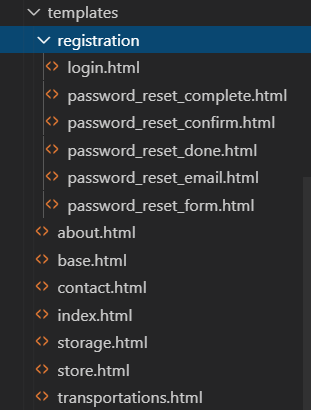 templates
registration
login.html
password_reset_complete.html
password_reset_confirm.html
password_reset_done.html
password_reset_email.html
password_reset_form.html
about.html
base.html
contact.html
index.html
storage.html
store.html
transportations.html